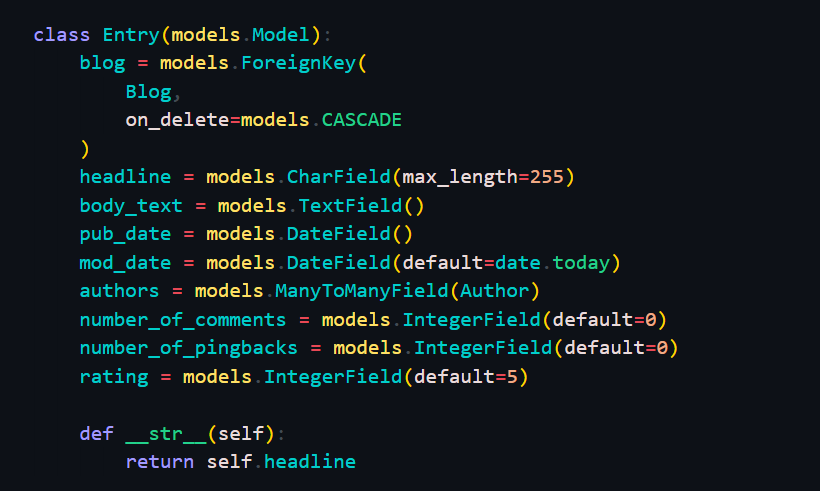 class Entry(models.Model):
    blog = models.ForeignKey(
        Blog,
        on_delete=models.CASCADE
    )
    headline = models.CharField(max_length=255)
    body_text = models.TextField()
    pub_date = models.DateField()
    mod_date = models.DateField(default=date.today)
    authors = models.ManyToManyField(Author)
    number_of_comments = models.IntegerField(default=0)
    number_of_pingbacks = models.IntegerField(default=0)
    rating = models.IntegerField(default=5)

    def __str__(self):
        return self.headline